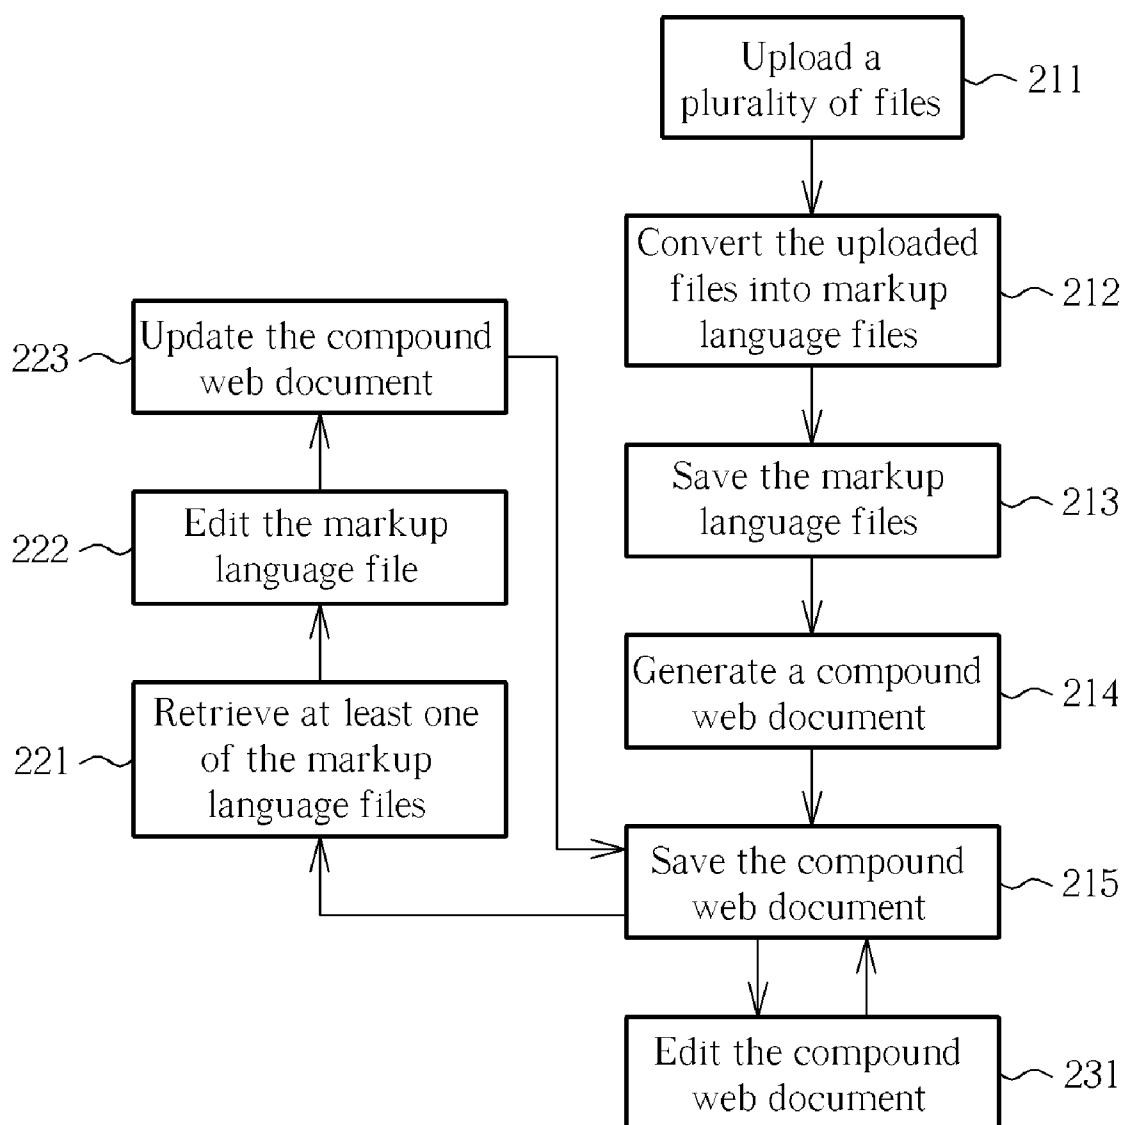 Upload a
plurality of files
211
Convert the uploaded
files into markup
language files
212
Save the markup
language files
213
Generate a compound
web document
214
Save the compound
web document
215
Edit the compound
web document
231
Retrieve at least one
of the markup
language files
221
Edit the markup
language file
222
Update the compound
web document
223